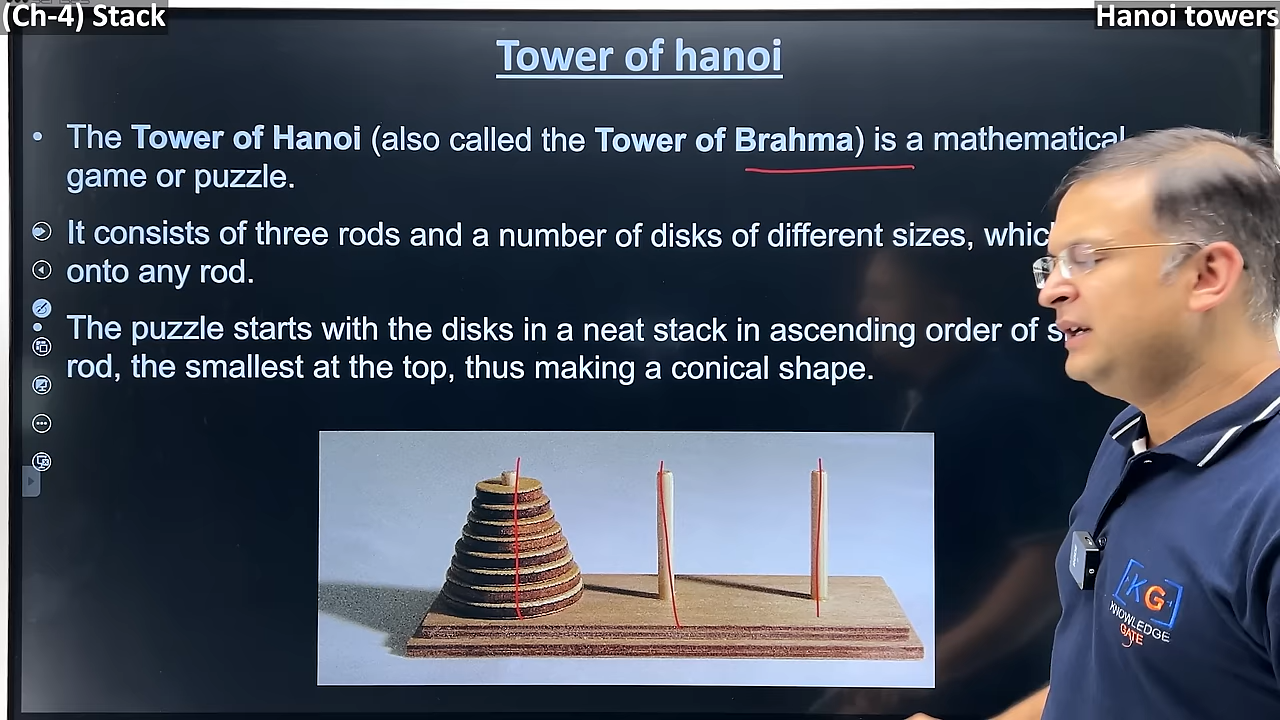 (Ch-4) Stack
Hanoi towers
Tower of hanoi
• The Tower of Hanoi (also called the Tower of Brahma) is a mathematical
game or puzzle.
It consists of three rods and a number of disks of different sizes,
onto any rod.
• The puzzle starts with the disks in a neat stack in ascending order of
rod, the smallest at the top, thus making a conical shape.
KG
KNOWLEDGE
GATE